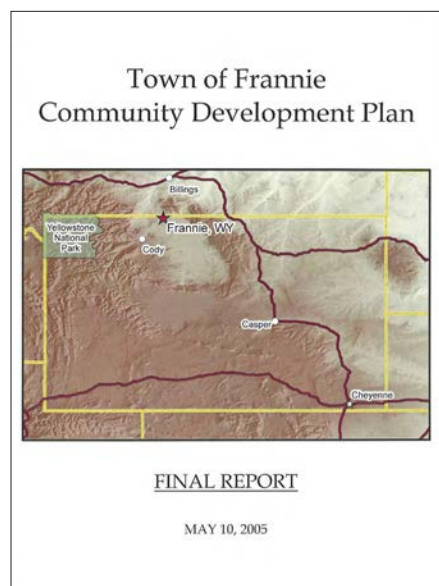 Town of Frannie
Community Development Plan
Billings
Yellowstone
National
Park
Frannie, WY
Cody
Casper
Cheyenne
FINAL REPORT
MAY 10, 2005